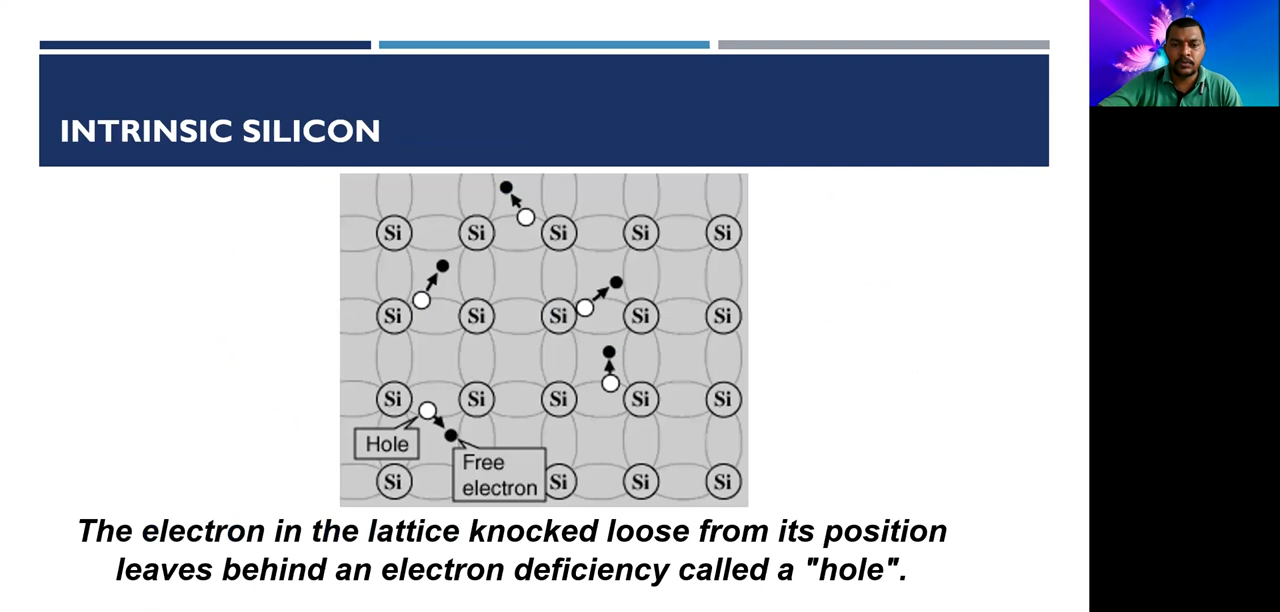 INTRINSIC SILICON
Si Si Si Si Si
Si Si Si Si Si
Si Si Si Si Si
Hole
Free
electron
Si Si Si Si
The electron in the lattice knocked loose from its position
leaves behind an electron deficiency called a "hole".